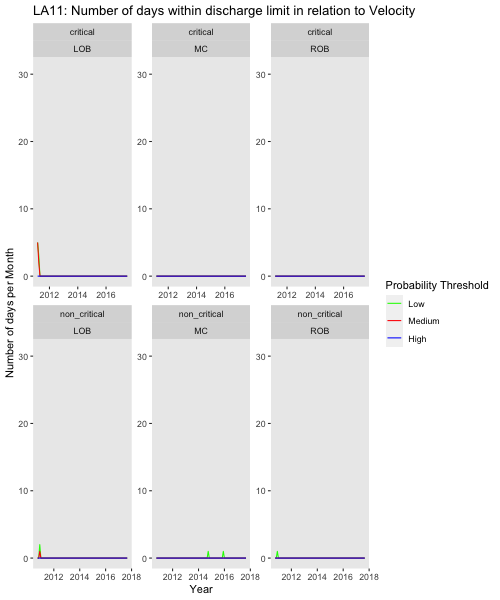 LA11: Number of days within discharge limit in relation to Velocity
critical critical critical
LOB MC ROB
30 30 30
20 20 20
10 10 10
0 0 0
2012 2014 2016 2012 2014 2016 2012 2014 2016
non_critical non_critical non_critical
LOB MC ROB
30 30 30
20 20 20
10 10 10
0 0 0
2012 2014 2016 2018 2012 2014 2016 2018 2012 2014 2016 2018
Year
Number of days per Month
Probability Threshold
Low
Medium
High